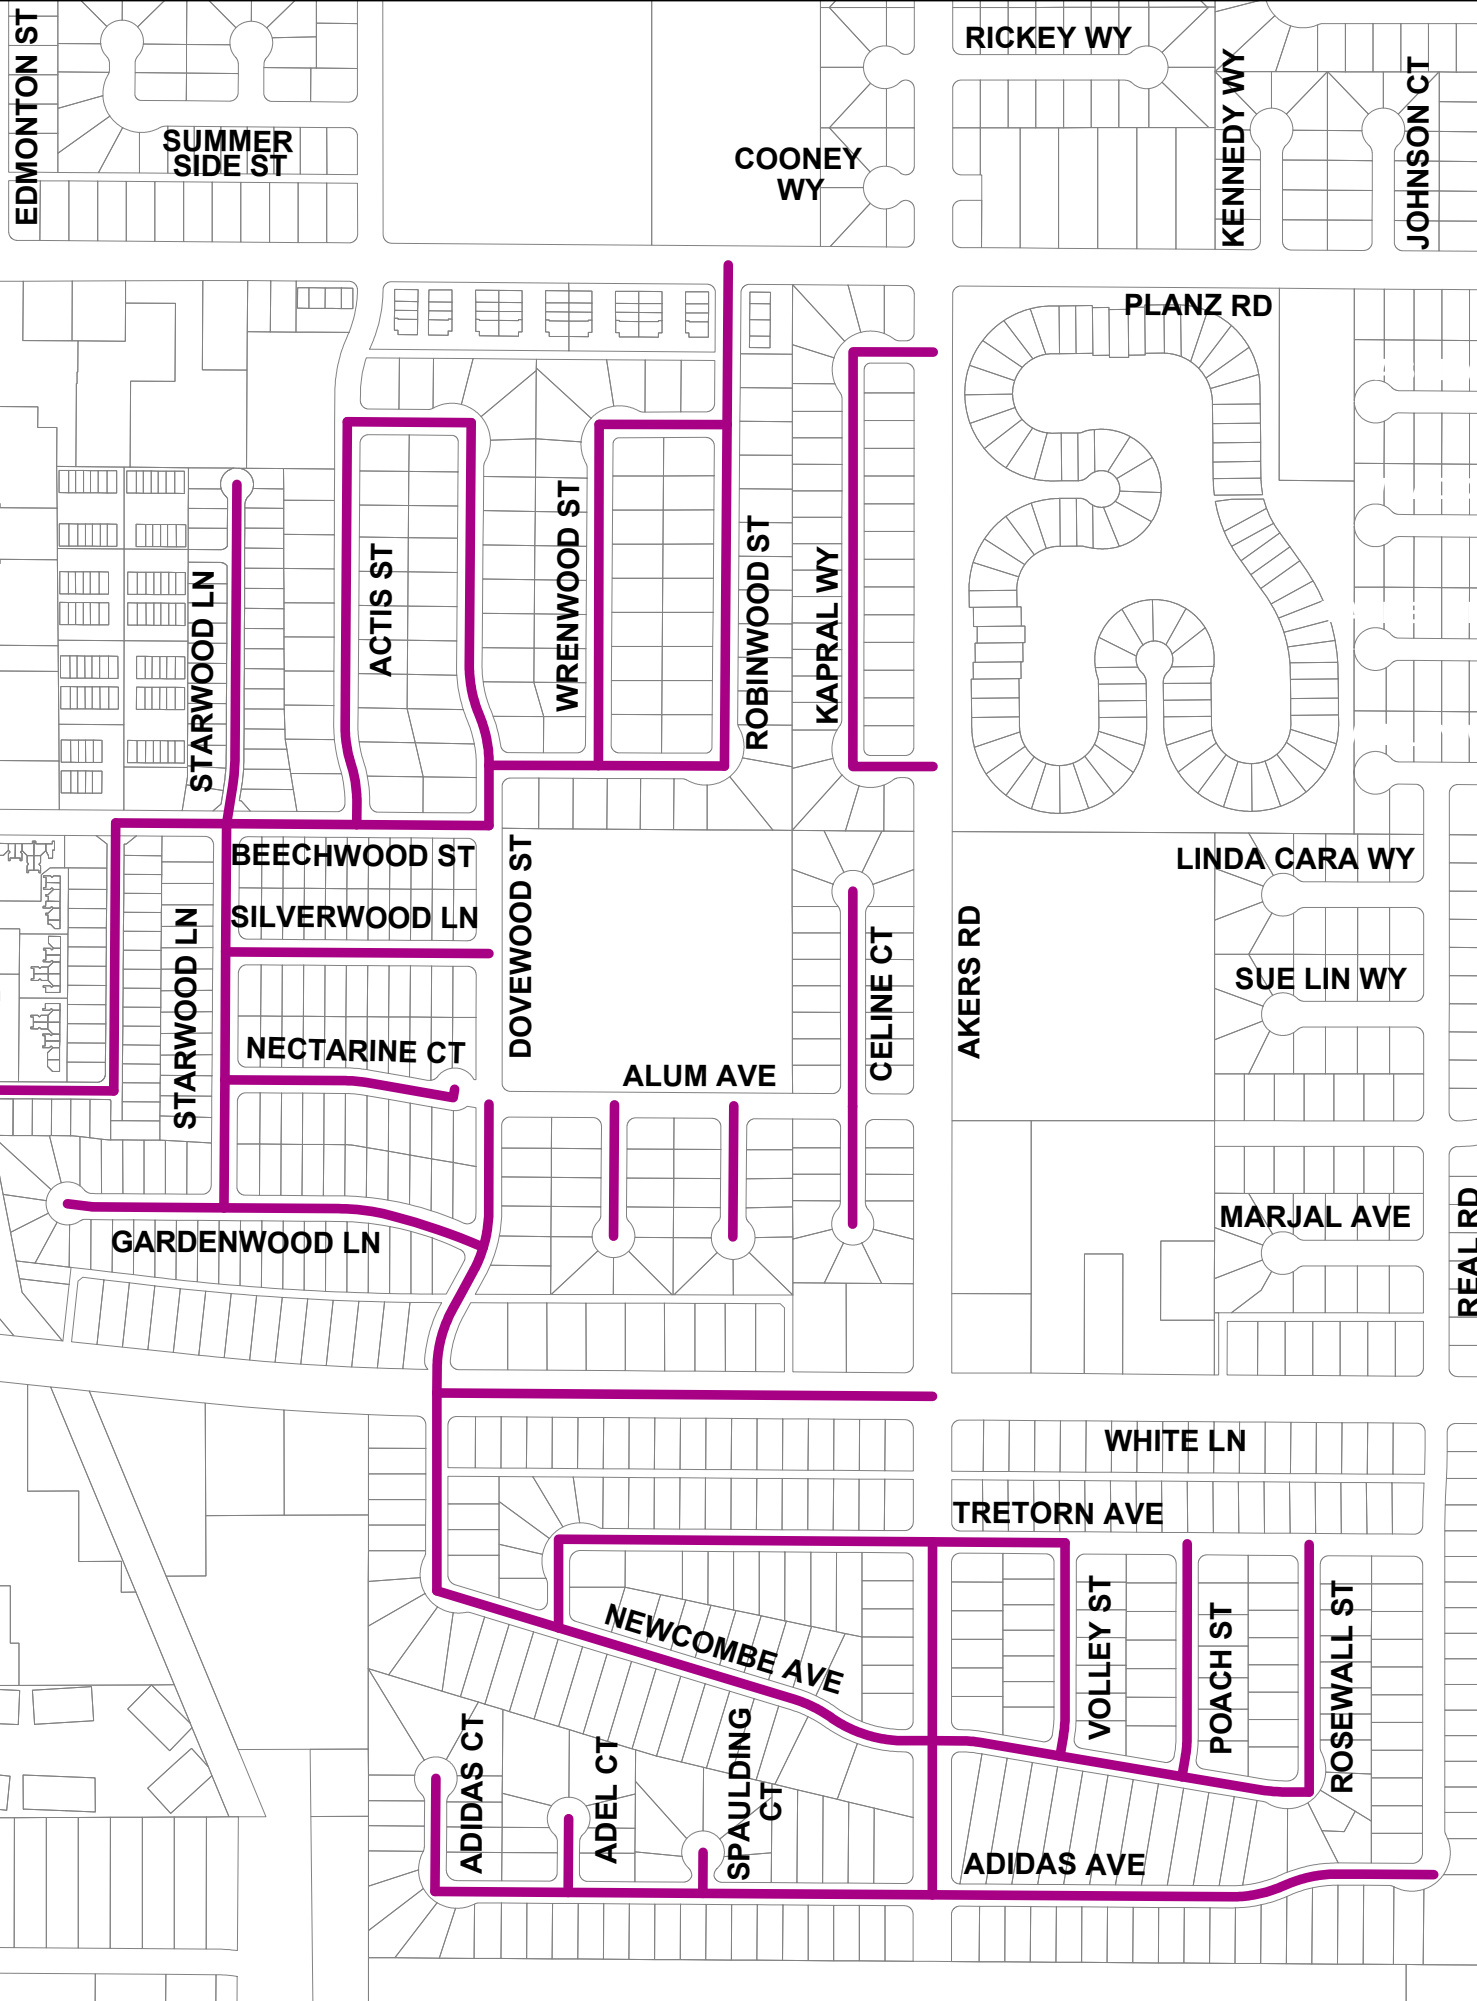 EDMONTON ST
RICKEY WY
KENNEDY WY
JOHNSON CT
SUMMER
SIDE ST
COONEY
WY
PLANZ RD
STARWOOD LN
ACTIS ST
WRENWOOD ST
ROBINWOOD ST
KAPRAL WY
BEECHWOOD ST
LINDA CARA WY
SILVERWOOD LN
STARWOOD LN
DOVEWOOD ST
CELINE CT
AKERS RD
SUE LIN WY
NECTARINE CT
ALUM AVE
GARDENWOOD LN
MARJAL AVE
REAL RD
WHITE LN
TRETORN AVE
NEWCOMBE AVE
VOLLEY ST
POACH ST
ROSEWALL ST
ADIDAS CT
ADEL CT
SPAULDING
CT
ADIDAS AVE